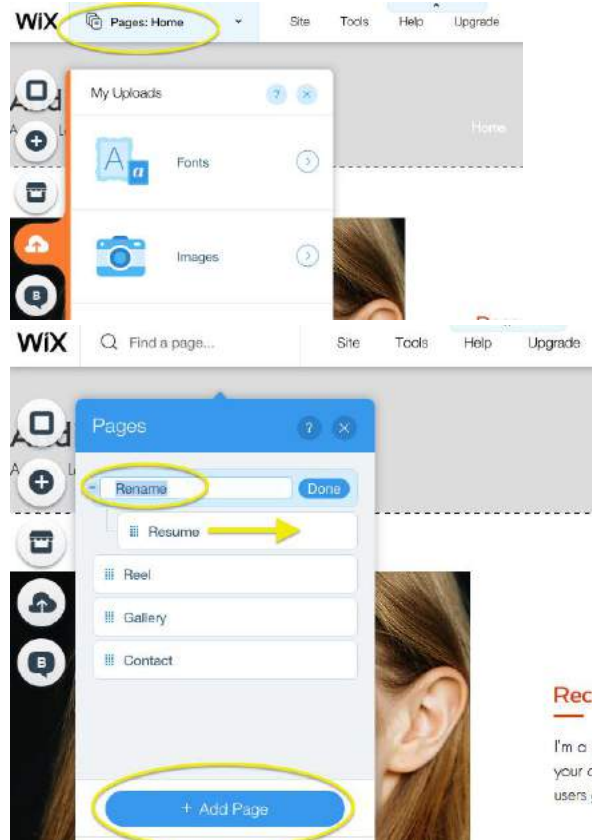 WiX Pages: Home Site Tools Help Upgrade
My Uploads ? ×
Home
Fonts
Images
B
WiX Find a page... Site Tools Help Upgrade
Pages ? ×
Rename Done
Resume
Reel
Gallery
B
Contact
Rec
I'm a
your
users
+ Add Page